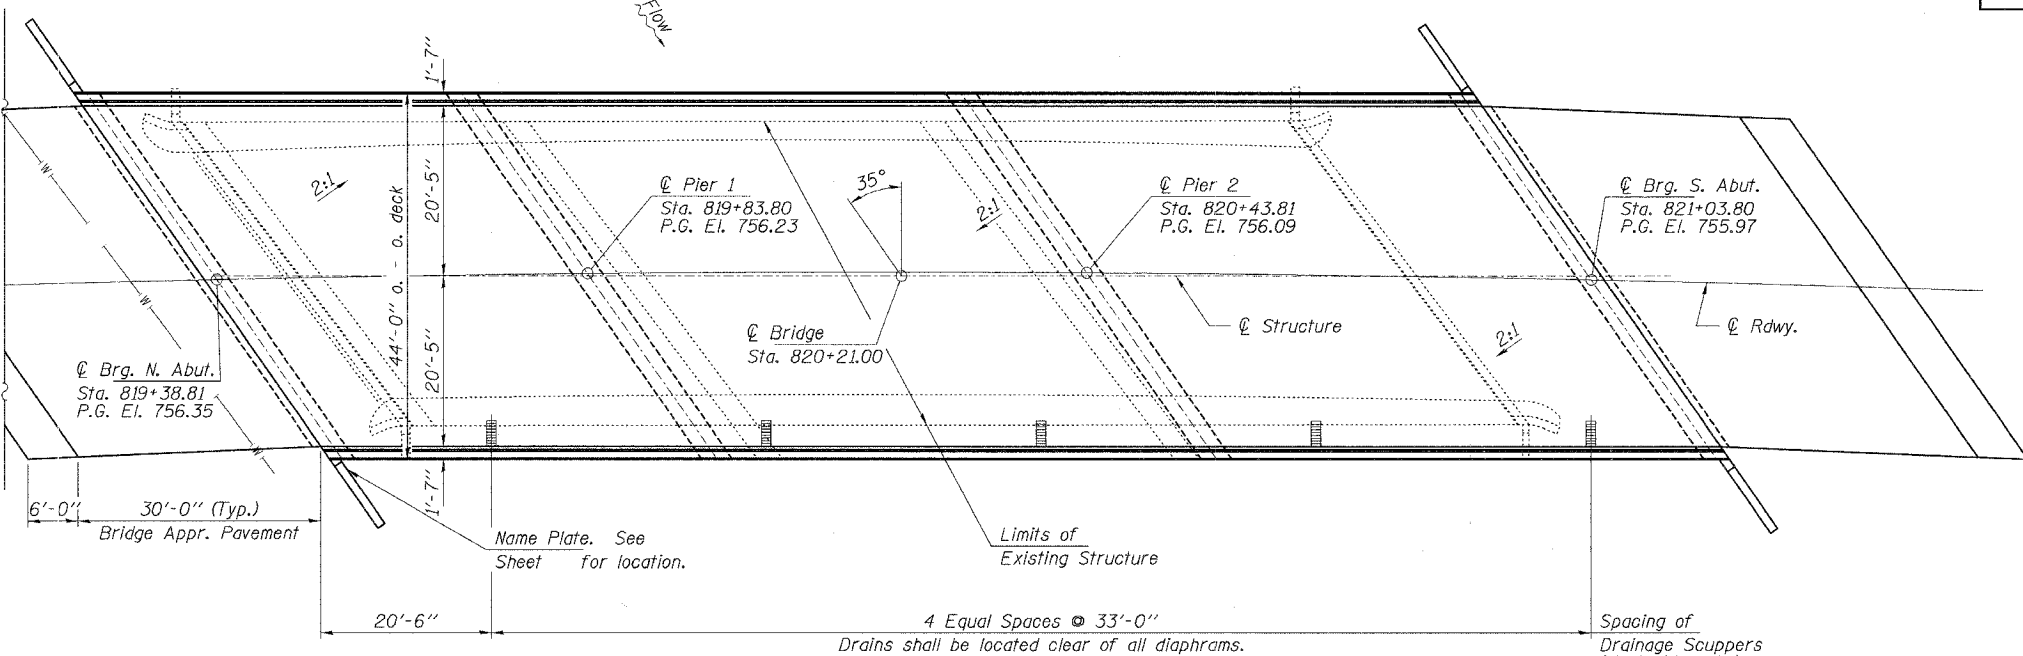 Flow
1'-7"
2:1
44'-0" o. - o. deck
20'-5"
℄ Pier 1
Sta. 819+83.80
P.G. El. 756.23
35°
2:1
℄ Pier 2
Sta. 820+43.81
P.G. El. 756.09
℄ Brg. S. Abut.
Sta. 821+03.80
P.G. El. 755.97
W
W
W
℄ Brg. N. Abut.
Sta. 819+38.81
P.G. El. 756.35
20'-5"
℄ Bridge
Sta. 820+21.00
℄ Structure
2:1
℄ Rdwy.
6'-0"
30'-0" (Typ.)
Bridge Appr. Pavement
1'-7"
Name Plate. See
Sheet for location.
Limits of
Existing Structure
20'-6"
4 Equal Spaces @ 33'-0"
Drains shall be located clear of all diaphrams.
Spacing of
Drainage Scuppers